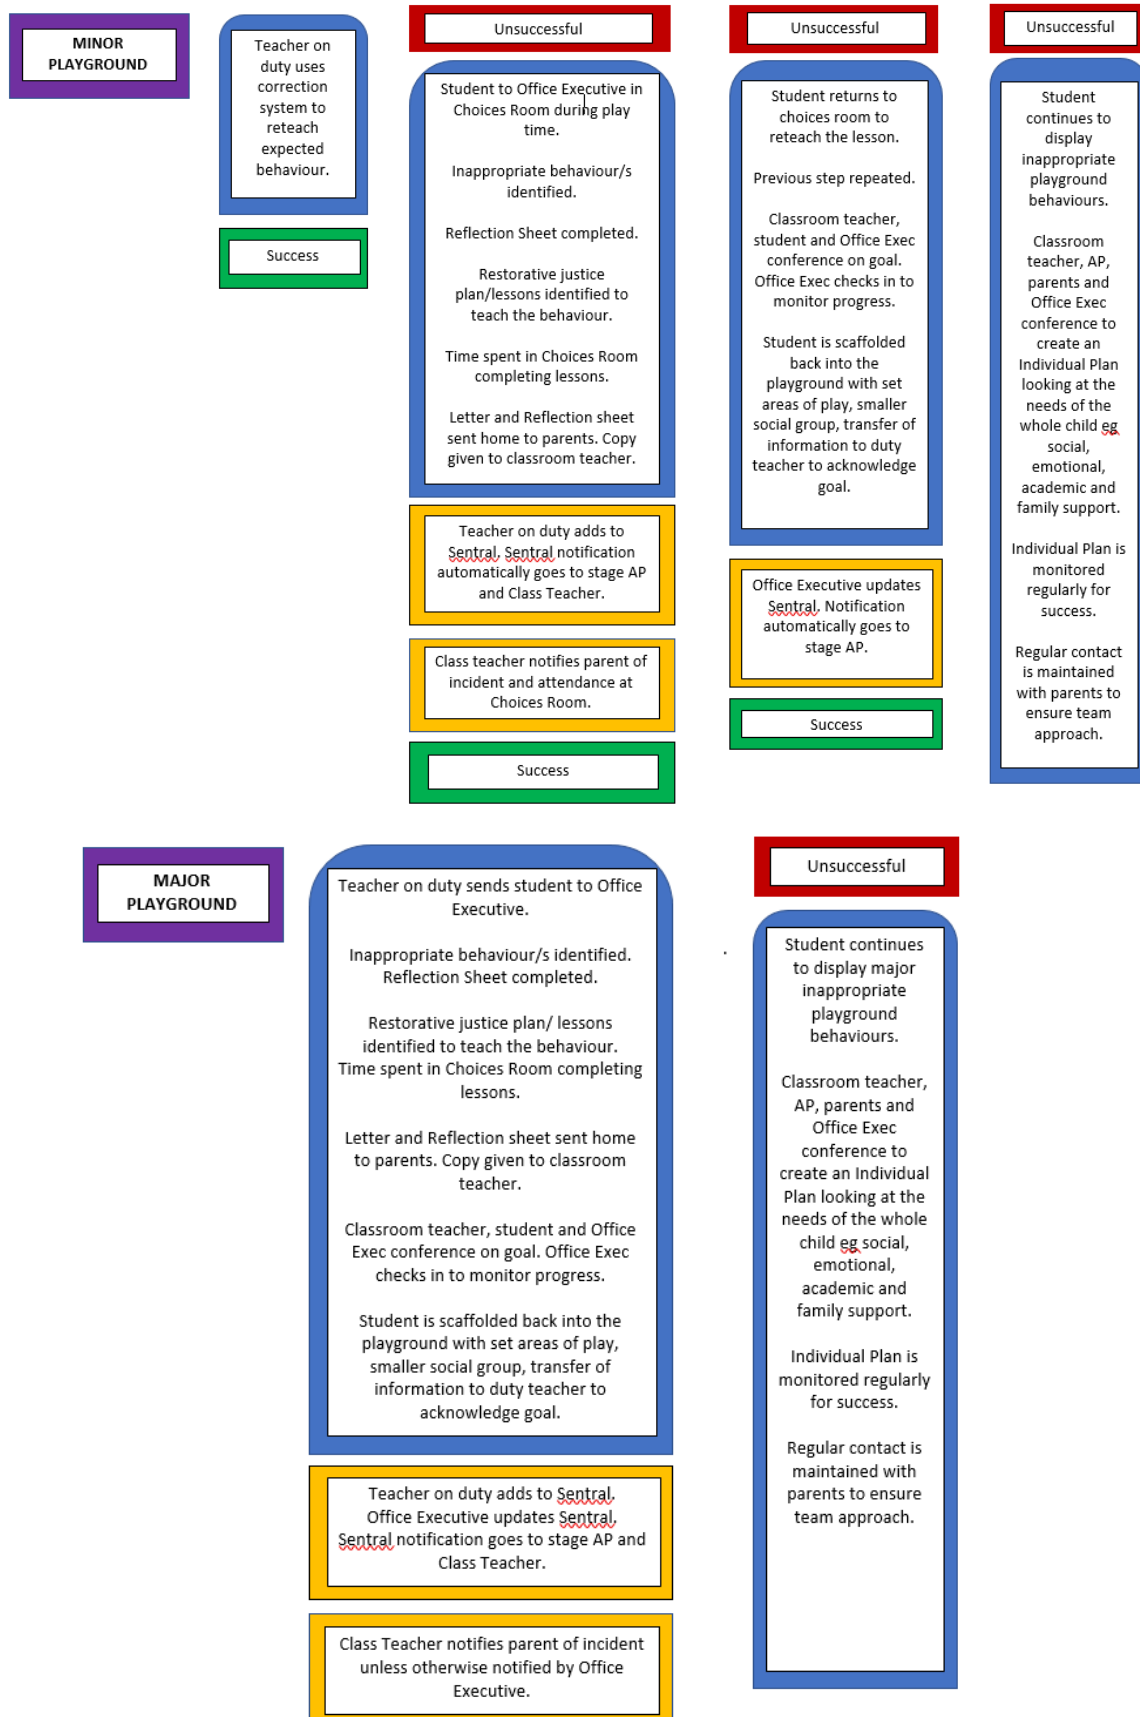 MINOR
PLAYGROUND
Teacher on
duty uses
correction
system to
reteach
expected
behaviour.
Success
Unsuccessful
Student to Office Executive in
Choices Room during play
time.
Inappropriate behaviour/s
identified.
Reflection Sheet completed.
Restorative justice
plan/lessons identified to
teach the behaviour.
Time spent in Choices Room
completing lessons.
Letter and Reflection sheet
sent home to parents. Copy
given to classroom teacher.
Teacher on duty adds to
Sentral. Sentral notification
automatically goes to stage AP
and Class Teacher.
Class teacher notifies parent of
incident and attendance at
Choices Room.
Success
Unsuccessful
Student returns to
choices room to
reteach the lesson.
Previous step repeated.
Classroom teacher,
student and Office Exec
conference on goal.
Office Exec checks in to
monitor progress.
Student is scaffolded
back into the
playground with set
areas of play, smaller
social group, transfer of
information to duty
teacher to acknowledge
goal.
Office Executive updates
Sentral. Notification
automatically goes to
stage AP.
Success
Unsuccessful
Student
continues to
display
inappropriate
playground
behaviours.
Classroom
teacher, AP,
parents and
Office Exec
conference to
create an
Individual Plan
looking at the
needs of the
whole child eg
social,
emotional,
academic and
family support.
Individual Plan is
monitored
regularly for
success.
Regular contact
is maintained
with parents to
ensure team
approach.
MAJOR
PLAYGROUND
Teacher on duty sends student to Office
Executive.
Inappropriate behaviour/s identified.
Reflection Sheet completed.
Restorative justice plan/ lessons
identified to teach the behaviour.
Time spent in Choices Room completing
lessons.
Letter and Reflection sheet sent home
to parents. Copy given to classroom
teacher.
Classroom teacher, student and Office
Exec conference on goal. Office Exec
checks in to monitor progress.
Student is scaffolded back into the
playground with set areas of play,
smaller social group, transfer of
information to duty teacher to
acknowledge goal.
Teacher on duty adds to Sentral.
Office Executive updates Sentral.
Sentral notification goes to stage AP and
Class Teacher.
Class Teacher notifies parent of incident
unless otherwise notified by Office
Executive.
Unsuccessful
Student continues
to display major
inappropriate
playground
behaviours.
Classroom teacher,
AP, parents and
Office Exec
conference to
create an Individual
Plan looking at the
needs of the whole
child eg social,
emotional,
academic and
family support.
Individual Plan is
monitored regularly
for success.
Regular contact is
maintained with
parents to ensure
team approach.